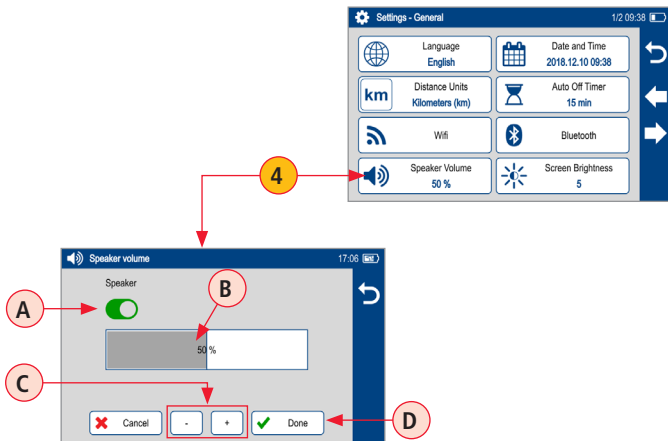 Settings - General
1/2 09:38
Language
English
Date and Time
2018.12.10 09:38
km
Distance Units
Kilometers (km)
Auto Off Timer
15 min
Wifi
Bluetooth
4
Speaker Volume
50 %
Screen Brightness
5
Speaker volume
17:06
Speaker
A
B
50 %
C
Cancel
-
+
Done
D